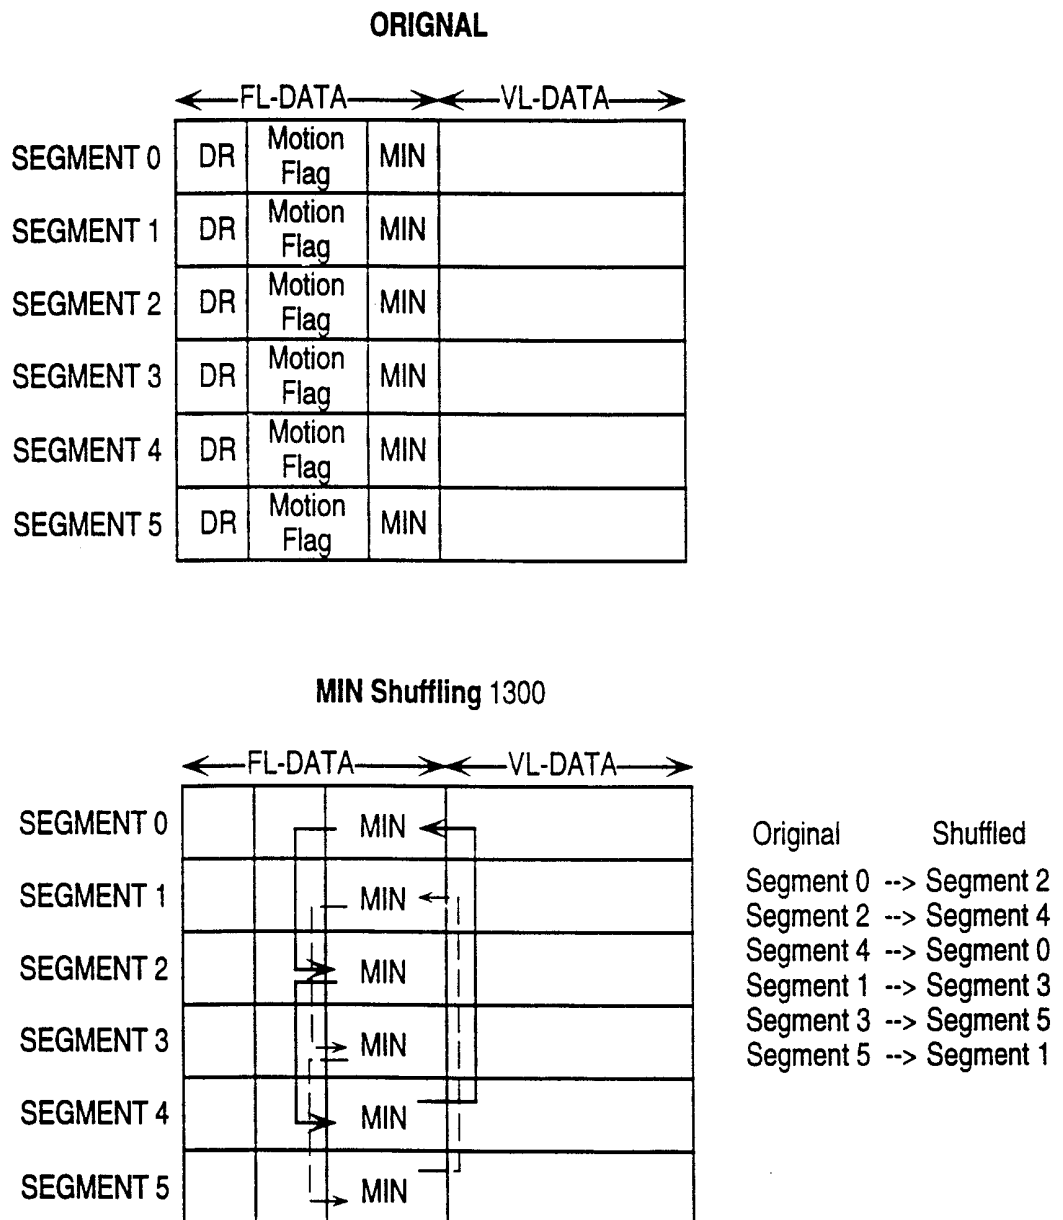 ORIGNAL
FL-DATA VL-DATA
SEGMENT 0 DR Motion Flag MIN
SEGMENT 1 DR Motion Flag MIN
SEGMENT 2 DR Motion Flag MIN
SEGMENT 3 DR Motion Flag MIN
SEGMENT 4 DR Motion Flag MIN
SEGMENT 5 DR Motion Flag MIN
MIN Shuffling 1300
FL-DATA VL-DATA
SEGMENT 0 MIN
SEGMENT 1 MIN
SEGMENT 2 MIN
SEGMENT 3 MIN
SEGMENT 4 MIN
SEGMENT 5 MIN
Original Shuffled
Segment 0 --> Segment 2
Segment 2 --> Segment 4
Segment 4 --> Segment 0
Segment 1 --> Segment 3
Segment 3 --> Segment 5
Segment 5 --> Segment 1